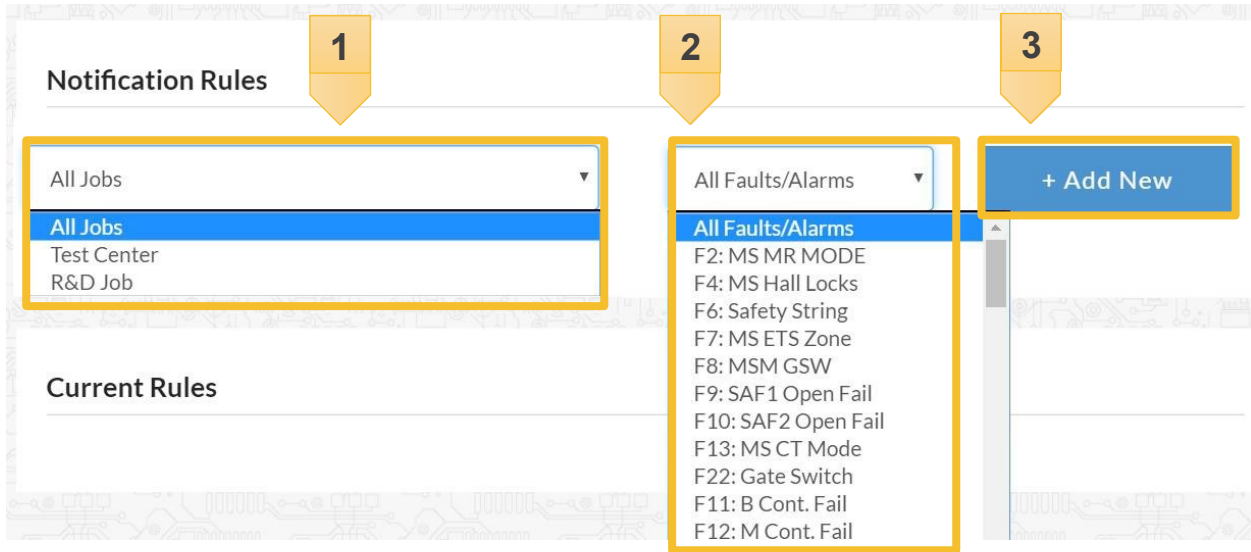 1
2
3
Notification Rules
All Jobs
All Faults/Alarms
+ Add New
All Jobs
Test Center
R&D Job
All Faults/Alarms
F2: MS MR MODE
F4: MS Hall Locks
F6: Safety String
F7: MS ETS Zone
F8: MSM GSW
F9: SAF1 Open Fail
F10: SAF2 Open Fail
F13: MS CT Mode
F22: Gate Switch
F11: B Cont. Fail
F12: M Cont. Fail
Current Rules